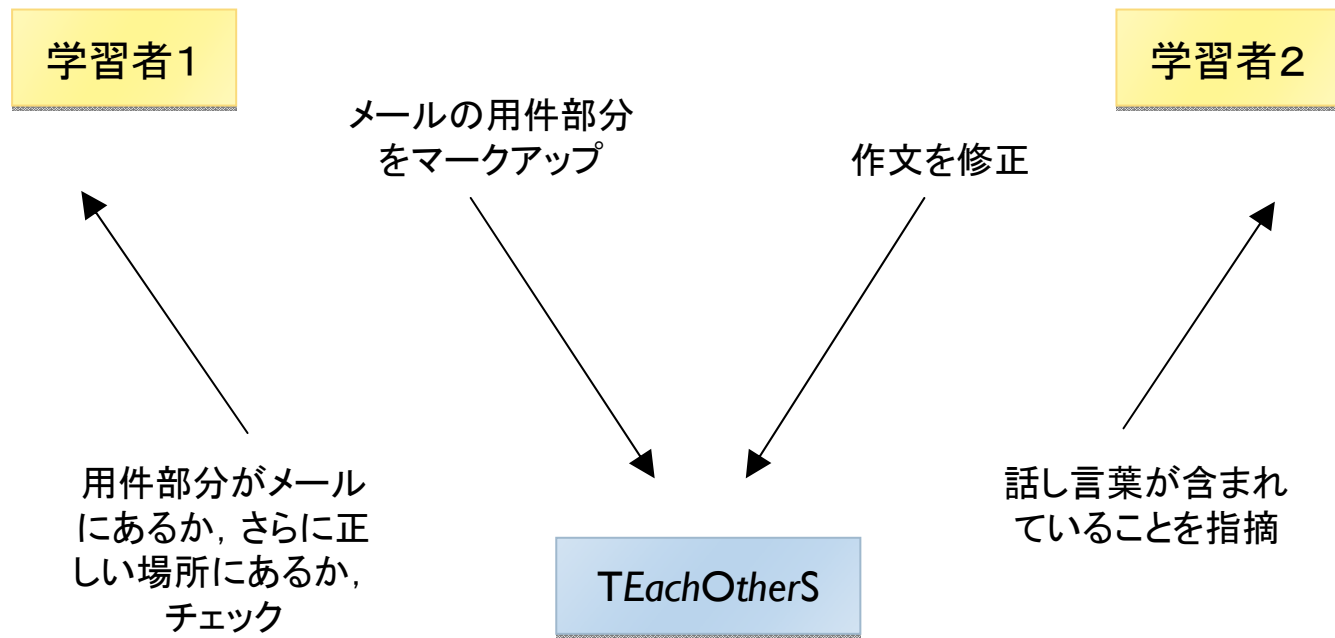 学習者1
学習者2
メールの用件部分
をマークアップ
作文を修正
用件部分がメール
にあるか，さらに正
しい場所にあるか，
チェック
話し言葉が含まれ
ていることを指摘
TEachOtherS